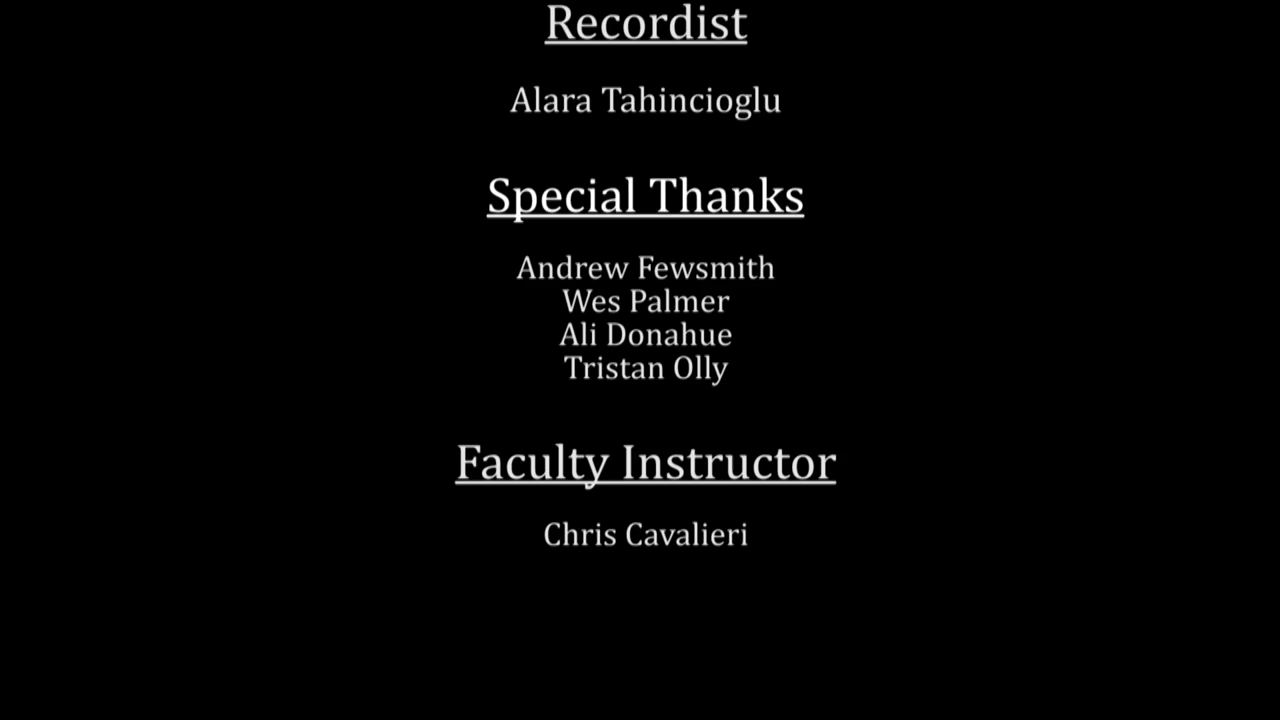 Recordist
Alara Tahincioglu
Special Thanks
Andrew Fewsmith
Wes Palmer
Ali Donahue
Tristan Olly
Faculty Instructor
Chris Cavalieri